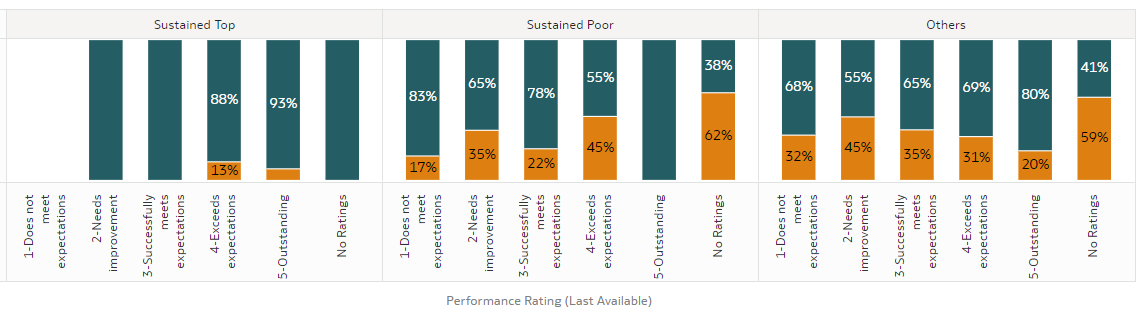 Sustained Top
Sustained Poor
Others
88%
13%
93%
83%
17%
65%
35%
78%
22%
55%
45%
38%
62%
68%
32%
55%
45%
65%
35%
69%
31%
80%
20%
41%
59%
1-Does not
meet
expectations
2-Needs
improvement
3-Successfully
meets
expectations
4-Exceeds
expectations
5-Outstanding
No Ratings
1-Does not
meet
expectations
2-Needs
improvement
3-Successfully
meets
expectations
4-Exceeds
expectations
5-Outstanding
No Ratings
1-Does not
meet
expectations
2-Needs
improvement
3-Successfully
meets
expectations
4-Exceeds
expectations
5-Outstanding
No Ratings
Performance Rating (Last Available)